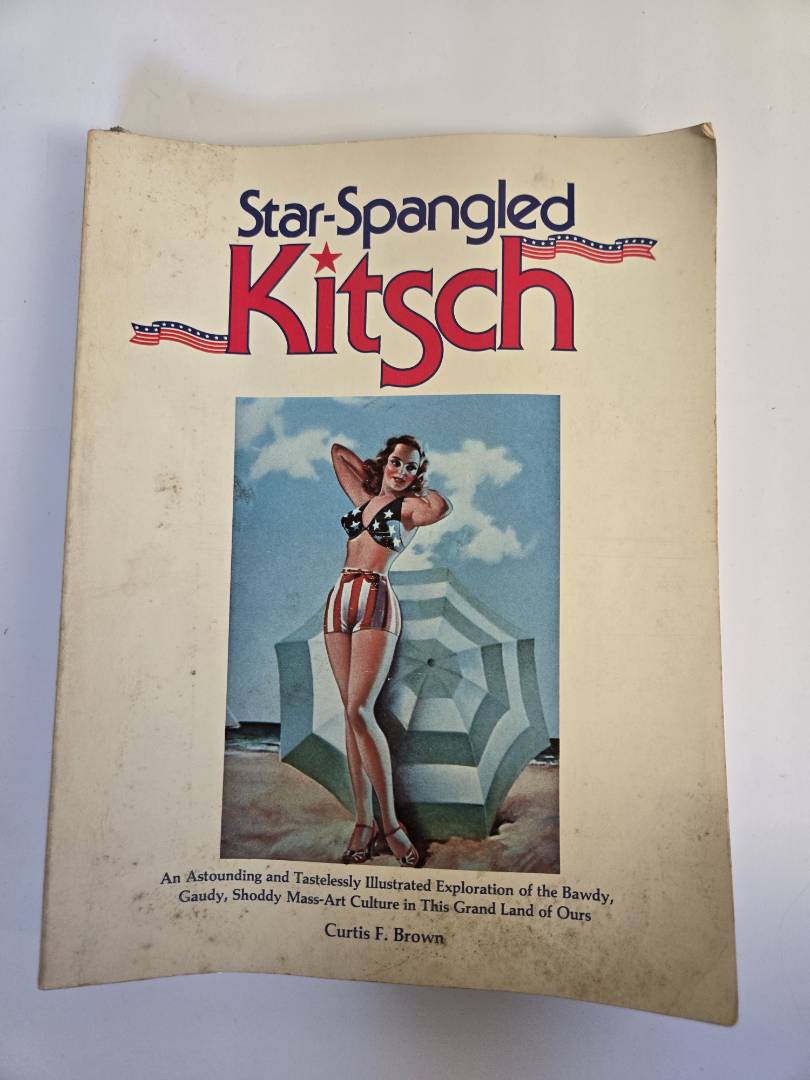 Star-Spangled
Kitsch
An Astounding and Tastelessly Illustrated Exploration of the Bawdy,
Gaudy, Shoddy Mass-Art Culture in This Grand Land of Ours
Curtis F. Brown